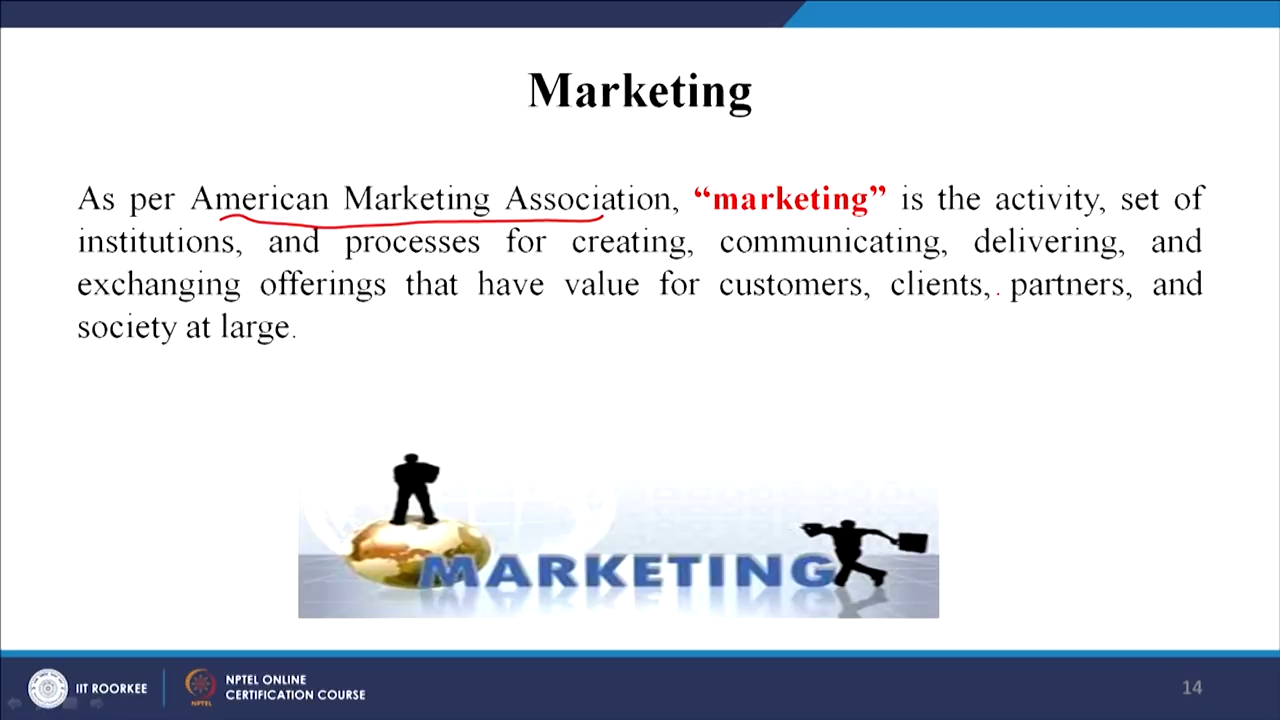 Marketing
As per American Marketing Association, “marketing” is the activity, set of
institutions, and processes for creating, communicating, delivering, and
exchanging offerings that have value for customers, clients, partners, and
society at large.
MARKETING
IIT ROORKEE
NPTEL
NPTEL ONLINE
CERTIFICATION COURSE
14